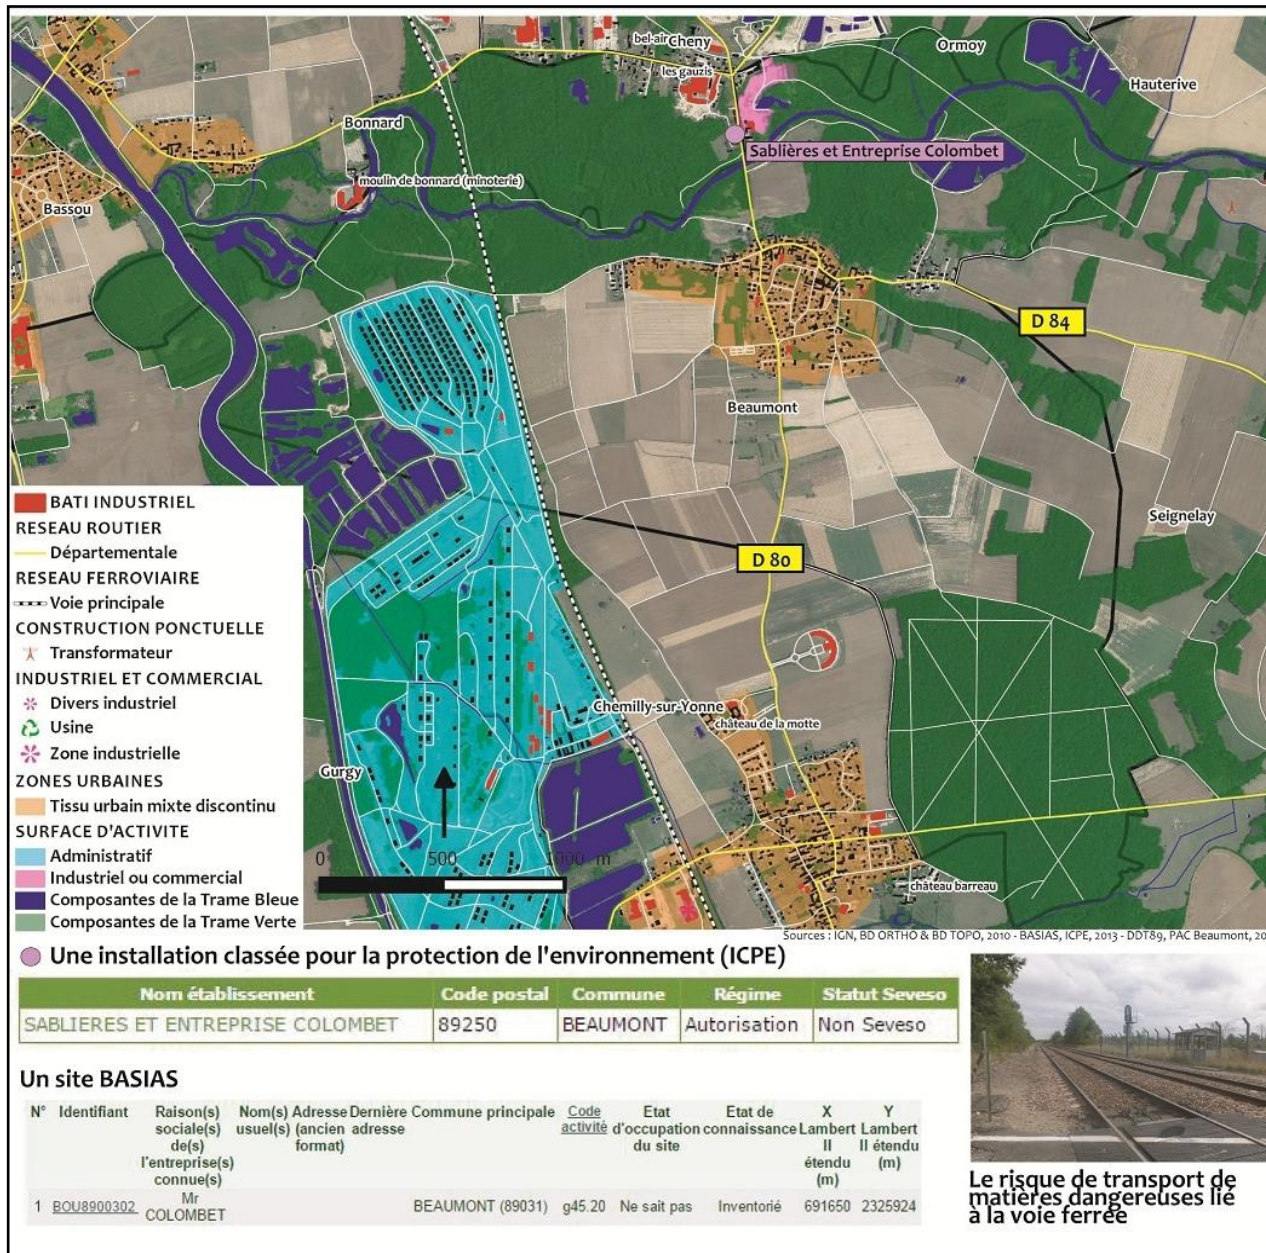 bel-air
Cheny
Ormoy
les gauzis
Hauterive
Bonnard
Sablières et Entreprise Colombet
moulin de bonnard (minoterie)
Bassou
D 84
Beaumont
Seignelay
D 80
Chemilly-sur-Yonne
château de la motte
Gurgy
château barreau
0 500 1000 m
BATI INDUSTRIEL
RESEAU ROUTIER
Départementale
RESEAU FERROVIAIRE
Voie principale
CONSTRUCTION PONCTUELLE
Transformateur
INDUSTRIEL ET COMMERCIAL
Divers industriel
Usine
Zone industrielle
ZONES URBAINES
Tissu urbain mixte discontinu
SURFACE D'ACTIVITE
Administratif
Industriel ou commercial
Composantes de la Trame Bleue
Composantes de la Trame Verte
Sources : IGN, BD ORTHO & BD TOPO, 2010 - BASIAS, ICPE, 2013 - DDT89, PAC Beaumont, 20
Une installation classée pour la protection de l'environnement (ICPE)
Nom établissement Code postal Commune Régime Statut Seveso
SABLIERES ET ENTREPRISE COLOMBET 89250 BEAUMONT Autorisation Non Seveso
Un site BASIAS
N° Identifiant Raison(s) Nom(s) Adresse Dernière Commune principale Code Etat Etat de X Y
sociale(s) usuel(s) (ancien adresse activité d'occupation connaissance Lambert Lambert
de(s) format) du site II II étendu
l'entreprise(s) étendu (m)
connue(s) (m)
1 BOU8900302 Mr COLOMBET BEAUMONT (89031) g45.20 Ne sait pas Inventorié 691650 2325924
Le risque de transport de
matières dangereuses lié
à la voie ferrée